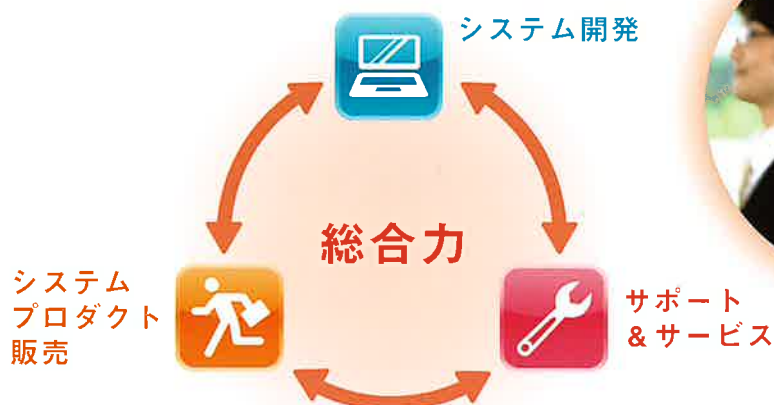 システム開発
総合力
システム
プロダクト
販売
サポート
&サービス